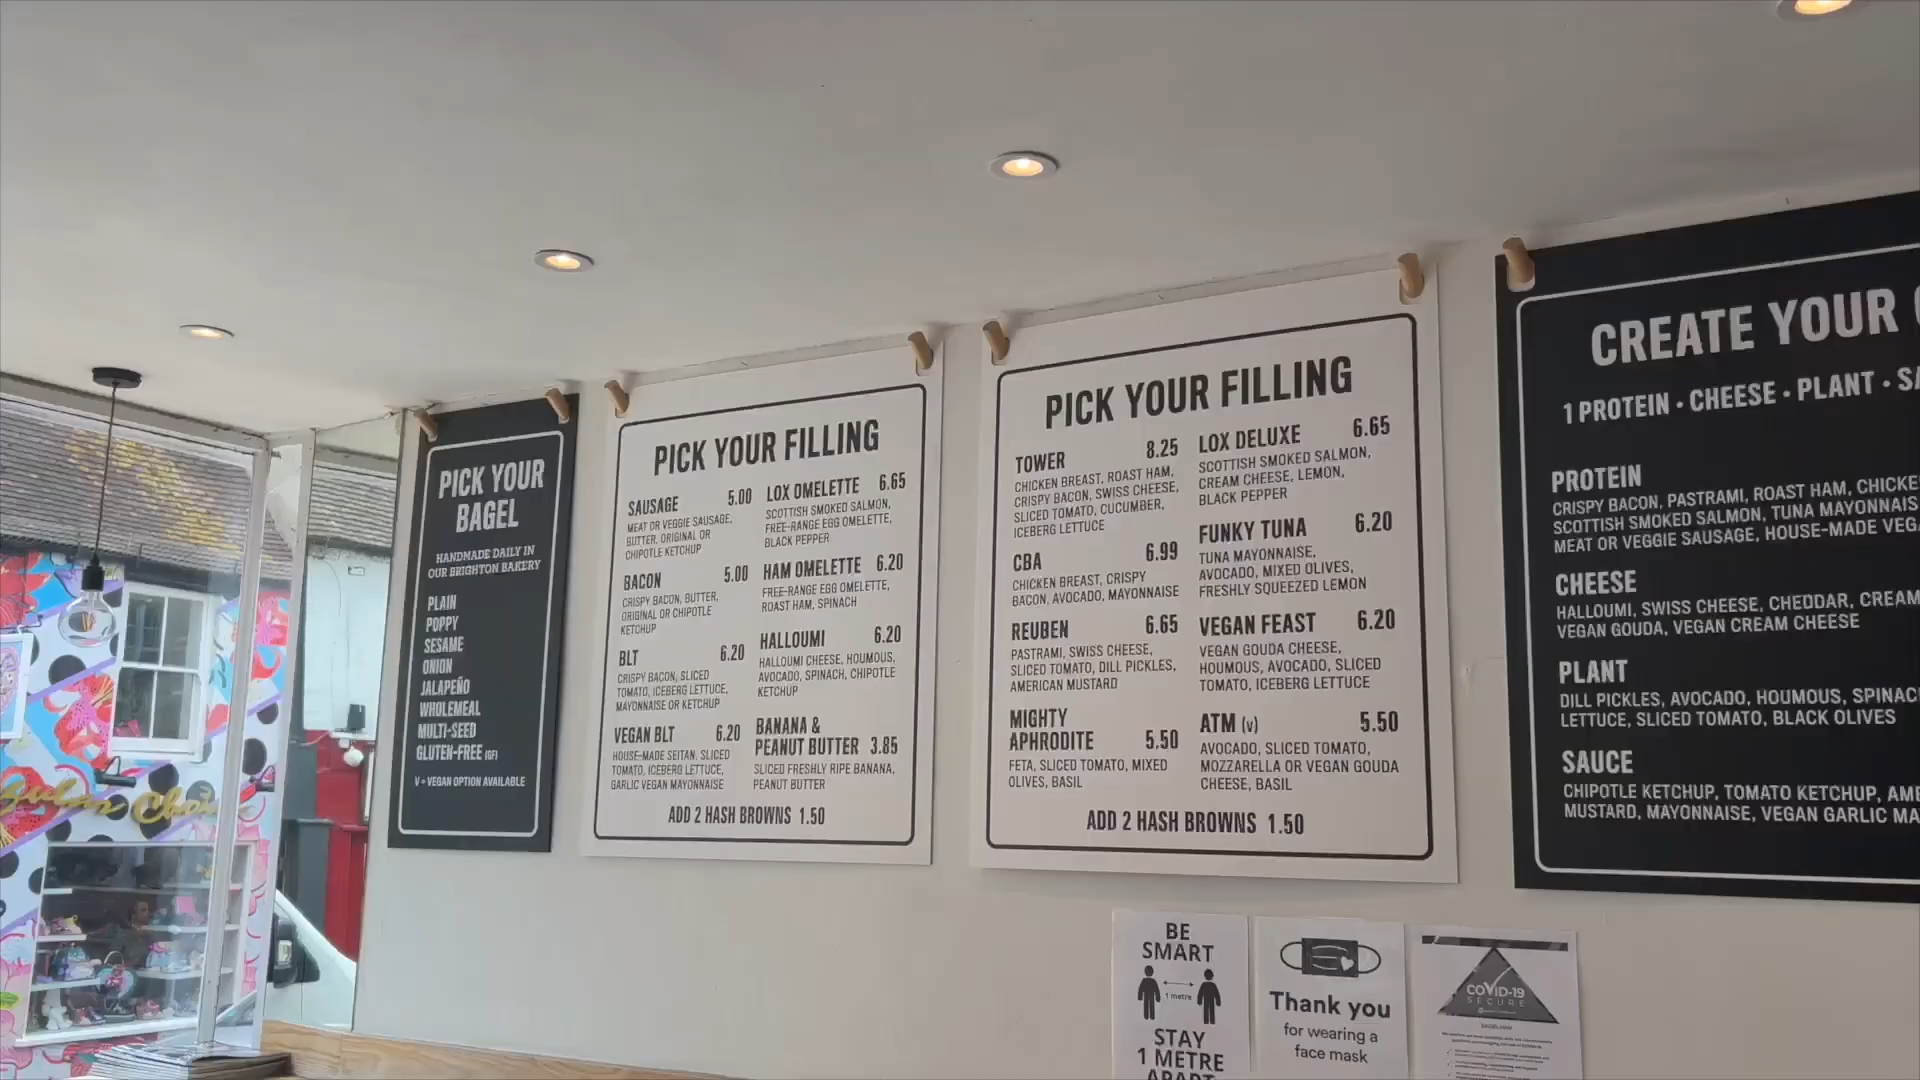 PICK YOUR
BAGEL
HANDMADE DAILY IN
OUR BRIGHTON BAKERY
PLAIN
POPPY
SESAME
ONION
JALAPEÑO
WHOLEMEAL
MULTI-SEED
GLUTEN-FREE (GF)
V = VEGAN OPTION AVAILABLE
PICK YOUR FILLING
SAUSAGE 5.00
MEAT OR VEGGIE SAUSAGE,
BUTTER, ORIGINAL OR
CHIPOTLE KETCHUP
BACON 5.00
CRISPY BACON, BUTTER,
ORIGINAL OR CHIPOTLE
KETCHUP
BLT 6.20
CRISPY BACON, SLICED
TOMATO, ICEBERG LETTUCE,
MAYONNAISE OR KETCHUP
VEGAN BLT 6.20
HOUSE-MADE SEITAN, SLICED
TOMATO, ICEBERG LETTUCE,
GARLIC VEGAN MAYONNAISE
LOX OMELETTE 6.65
SCOTTISH SMOKED SALMON,
FREE-RANGE EGG OMELETTE,
BLACK PEPPER
HAM OMELETTE 6.20
FREE-RANGE EGG OMELETTE,
ROAST HAM, SPINACH
HALLOUMI 6.20
HALLOUMI CHEESE, HOUMOUS,
AVOCADO, SPINACH, CHIPOTLE
KETCHUP
BANANA &
PEANUT BUTTER 3.85
SLICED FRESHLY RIPE BANANA,
PEANUT BUTTER
ADD 2 HASH BROWNS 1.50
PICK YOUR FILLING
TOWER 8.25
CHICKEN BREAST, ROAST HAM,
CRISPY BACON, SWISS CHEESE,
SLICED TOMATO, CUCUMBER,
ICEBERG LETTUCE
CBA 6.99
CHICKEN BREAST, CRISPY
BACON, AVOCADO, MAYONNAISE
REUBEN 6.65
PASTRAMI, SWISS CHEESE,
SLICED TOMATO, DILL PICKLES,
AMERICAN MUSTARD
MIGHTY
APHRODITE 5.50
FETA, SLICED TOMATO, MIXED
OLIVES, BASIL
LOX DELUXE 6.65
SCOTTISH SMOKED SALMON,
CREAM CHEESE, LEMON,
BLACK PEPPER
FUNKY TUNA 6.20
TUNA MAYONNAISE,
AVOCADO, MIXED OLIVES,
FRESHLY SQUEEZED LEMON
VEGAN FEAST 6.20
VEGAN GOUDA CHEESE,
HOUMOUS, AVOCADO, SLICED
TOMATO, ICEBERG LETTUCE
ATM (v) 5.50
AVOCADO, SLICED TOMATO,
MOZZARELLA OR VEGAN GOUDA
CHEESE, BASIL
ADD 2 HASH BROWNS 1.50
CREATE YOUR
1 PROTEIN • CHEESE • PLANT • SA
PROTEIN
CRISPY BACON, PASTRAMI, ROAST HAM, CHICKE
SCOTTISH SMOKED SALMON, TUNA MAYONNAIS
MEAT OR VEGGIE SAUSAGE, HOUSE-MADE VEG
CHEESE
HALLOUMI, SWISS CHEESE, CHEDDAR, CREAM
VEGAN GOUDA, VEGAN CREAM CHEESE
PLANT
DILL PICKLES, AVOCADO, HOUMOUS, SPINACH
LETTUCE, SLICED TOMATO, BLACK OLIVES
SAUCE
CHIPOTLE KETCHUP, TOMATO KETCHUP, AME
MUSTARD, MAYONNAISE, VEGAN GARLIC MA
BE
SMART
1 metre
STAY
1 METRE
APART
Thank you
for wearing a
face mask
COVID-19
SECURE